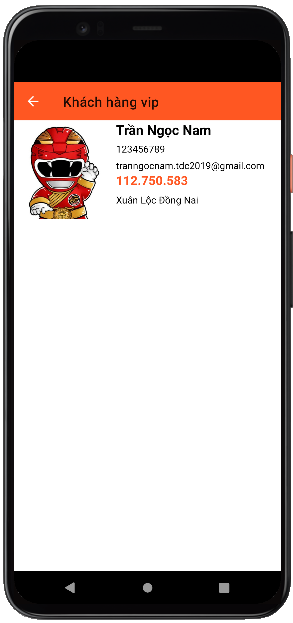 Khách hàng vip
Trần Ngọc Nam
123456789
tranngocnam.tdc2019@gmail.com
112.750.583
Xuân Lộc Đồng Nai